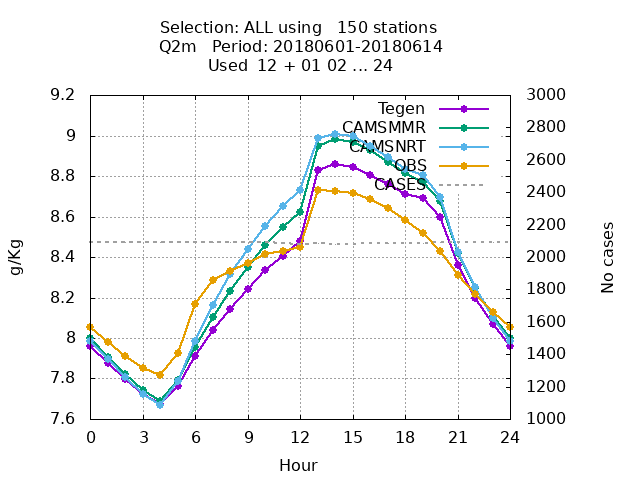 Selection: ALL using 150 stations
Q2m Period: 20180601-20180614
Used 12 + 01 02 ... 24
9.2
9
8.8
8.6
8.4
8.2
8
7.8
7.6
g/Kg
Tegen
CAMSMMR
CAMSNRT
OBS
CASES
3000
2800
2600
2400
2200
2000
1800
1600
1400
1200
1000
No cases
0 3 6 9 12 15 18 21 24
Hour